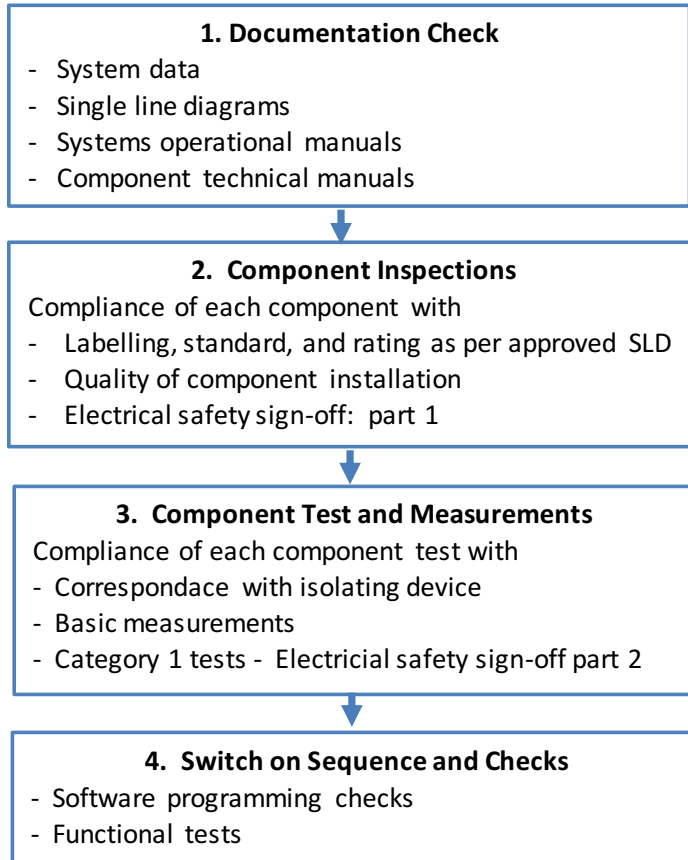 1. Documentation Check
- System data
- Single line diagrams
- Systems operational manuals
- Component technical manuals
2. Component Inspections
Compliance of each component with
- Labelling, standard, and rating as per approved SLD
- Quality of component installation
- Electrical safety sign-off: part 1
3. Component Test and Measurements
Compliance of each component test with
- Correspondace with isolating device
- Basic measurements
- Category 1 tests - Electricial safety sign-off part 2
4. Switch on Sequence and Checks
- Software programming checks
- Functional tests